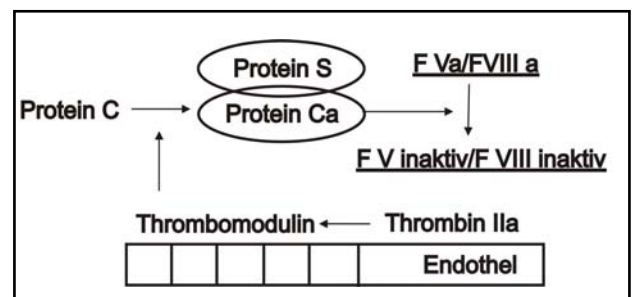 Protein S
F Va/FVIII a
Protein C
Protein Ca
F V inaktiv/F VIII inaktiv
Thrombomodulin
Thrombin IIa
Endothel